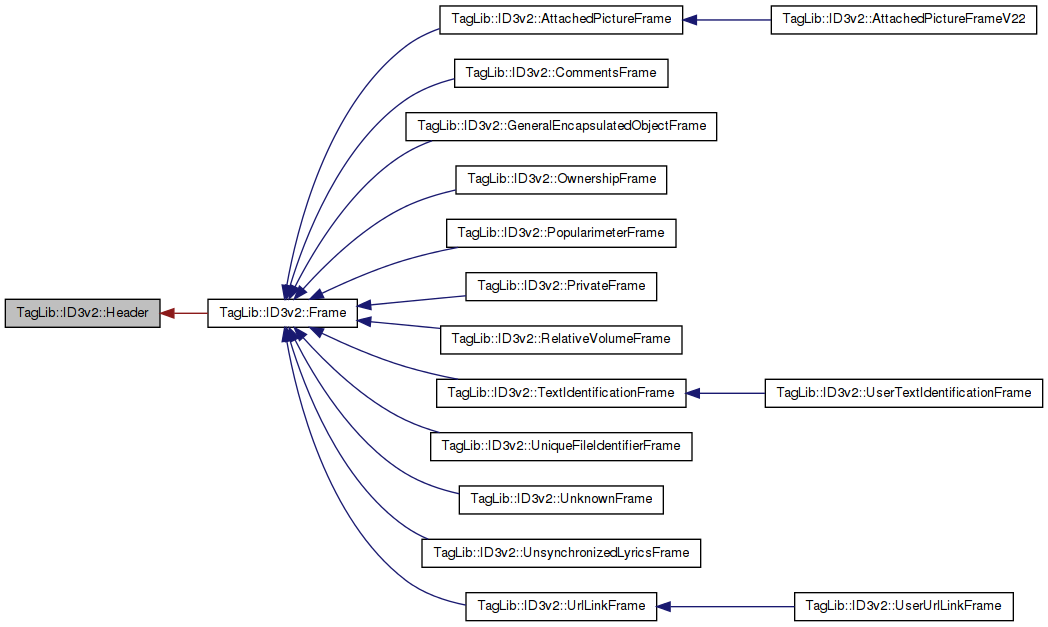 TagLib::ID3v2::AttachedPictureFrame
TagLib::ID3v2::AttachedPictureFrameV22
TagLib::ID3v2::CommentsFrame
TagLib::ID3v2::GeneralEncapsulatedObjectFrame
TagLib::ID3v2::OwnershipFrame
TagLib::ID3v2::PopularimeterFrame
TagLib::ID3v2::PrivateFrame
TagLib::ID3v2::Header
TagLib::ID3v2::Frame
TagLib::ID3v2::RelativeVolumeFrame
TagLib::ID3v2::TextIdentificationFrame
TagLib::ID3v2::UserTextIdentificationFrame
TagLib::ID3v2::UniqueFileIdentifierFrame
TagLib::ID3v2::UnknownFrame
TagLib::ID3v2::UnsynchronizedLyricsFrame
TagLib::ID3v2::UrlLinkFrame
TagLib::ID3v2::UserUrlLinkFrame